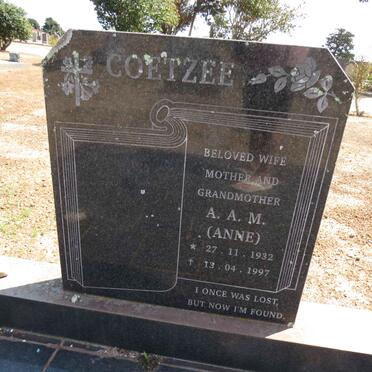 COETZEE
BELOVED WIFE
MOTHER AND
GRANDMOTHER
A. A. M.
(ANNE)
* 27 . 11 . 1932
† 13 . 04 . 1997
I ONCE WAS LOST,
BUT NOW I'M FOUND.